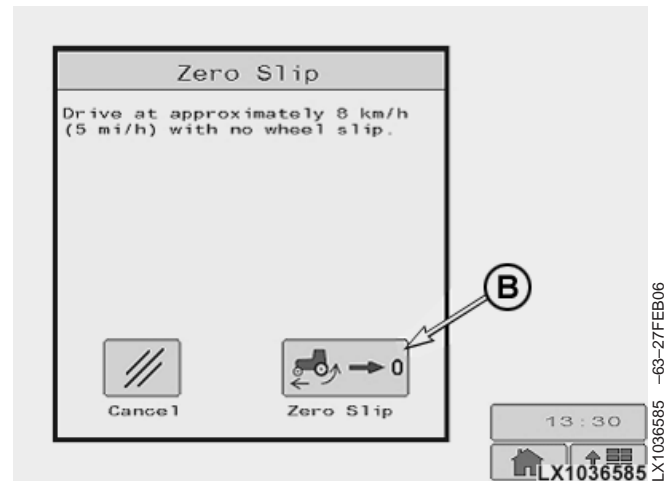 Zero Slip
Drive at approximately 8 km/h
(5 mi/h) with no wheel slip.
B
0
Cancel
Zero Slip
13:30
LX1036585
LX1036585 –63–27FEB06